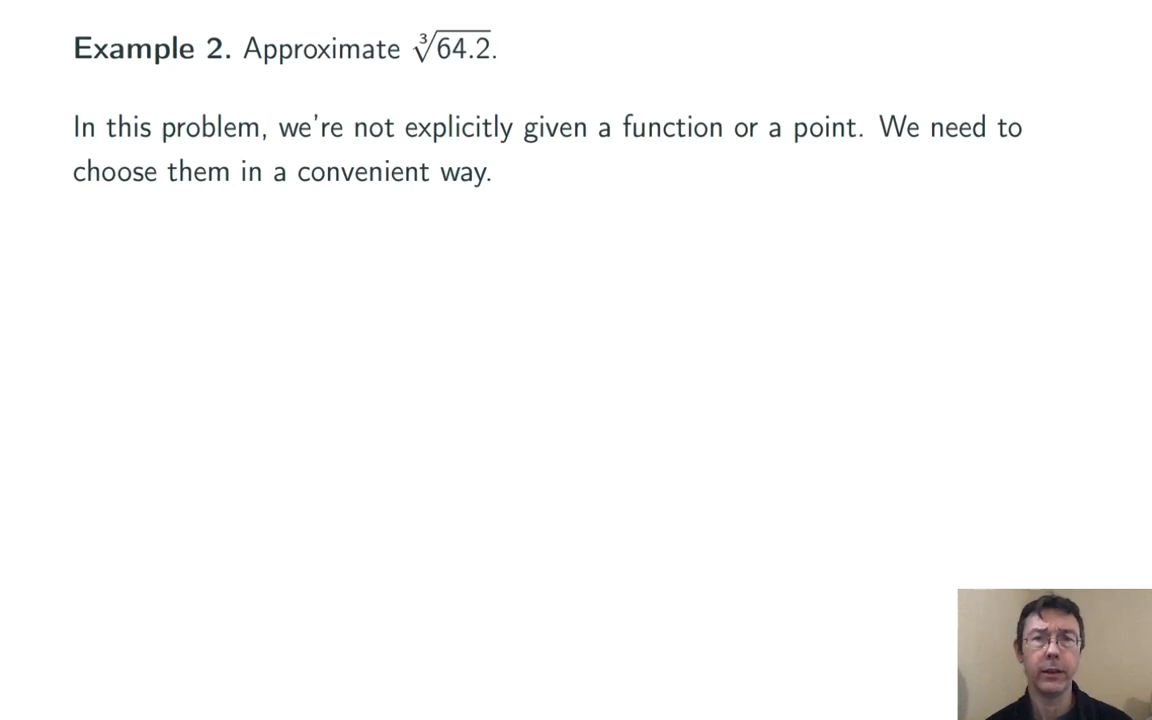 Example 2. Approximate ∛64.2.
In this problem, we're not explicitly given a function or a point. We need to
choose them in a convenient way.